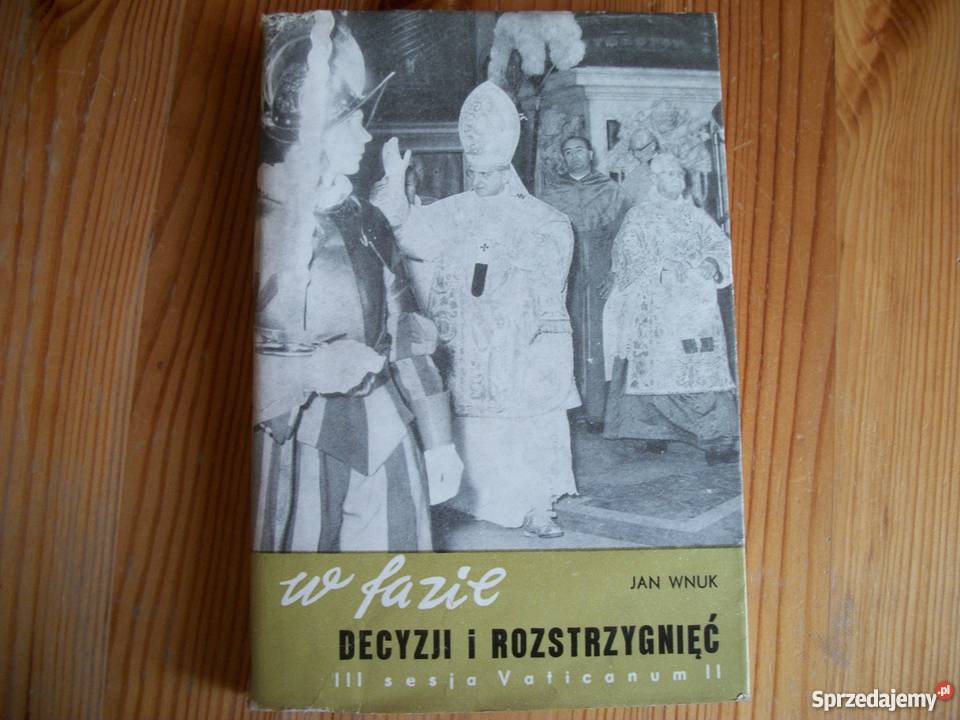 w fazie
JAN WNUK
DECYZJI i ROZSTRZYGNIĘĆ
III sesja Vaticanum II
Sprzedajemy.pl